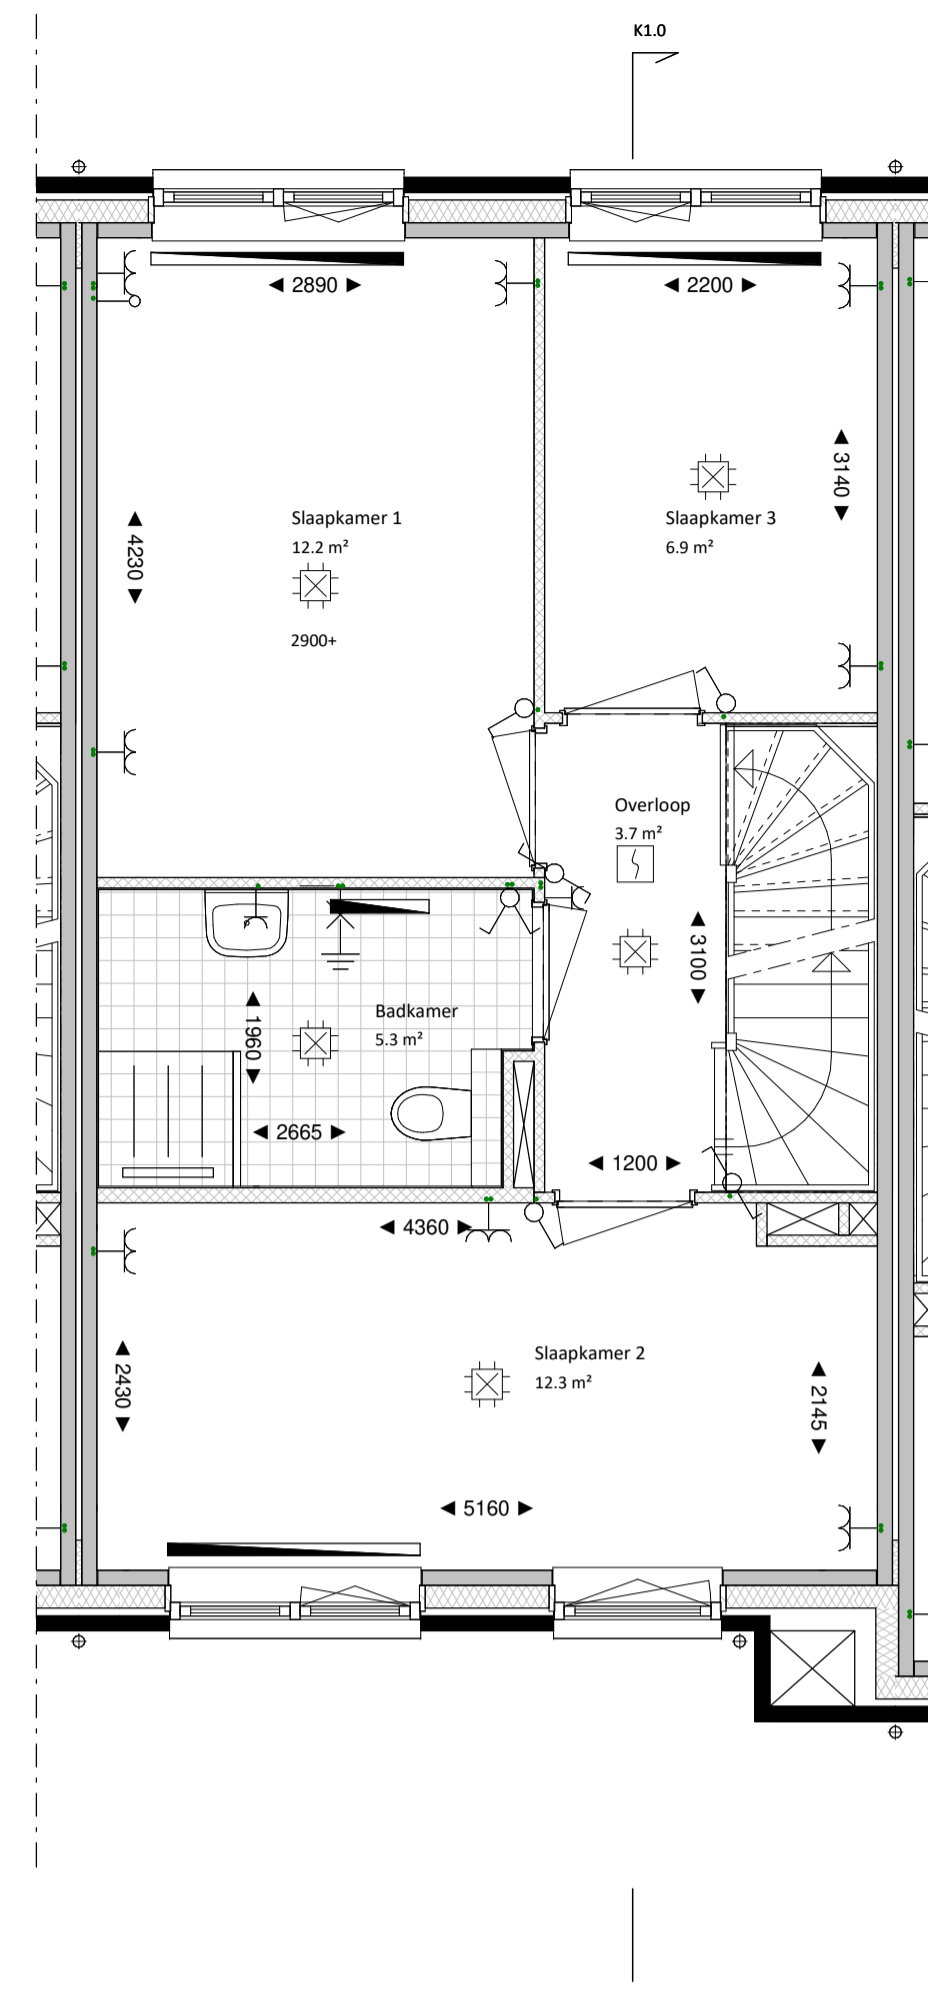 K1.0
2890
2200
3140
Slaapkamer 1
12.2 m²
Slaapkamer 3
6.9 m²
4230
2900+
Overloop
3.7 m²
3100
Badkamer
5.3 m²
1960
2665
1200
4360
Slaapkamer 2
12.3 m²
2430
2145
5160